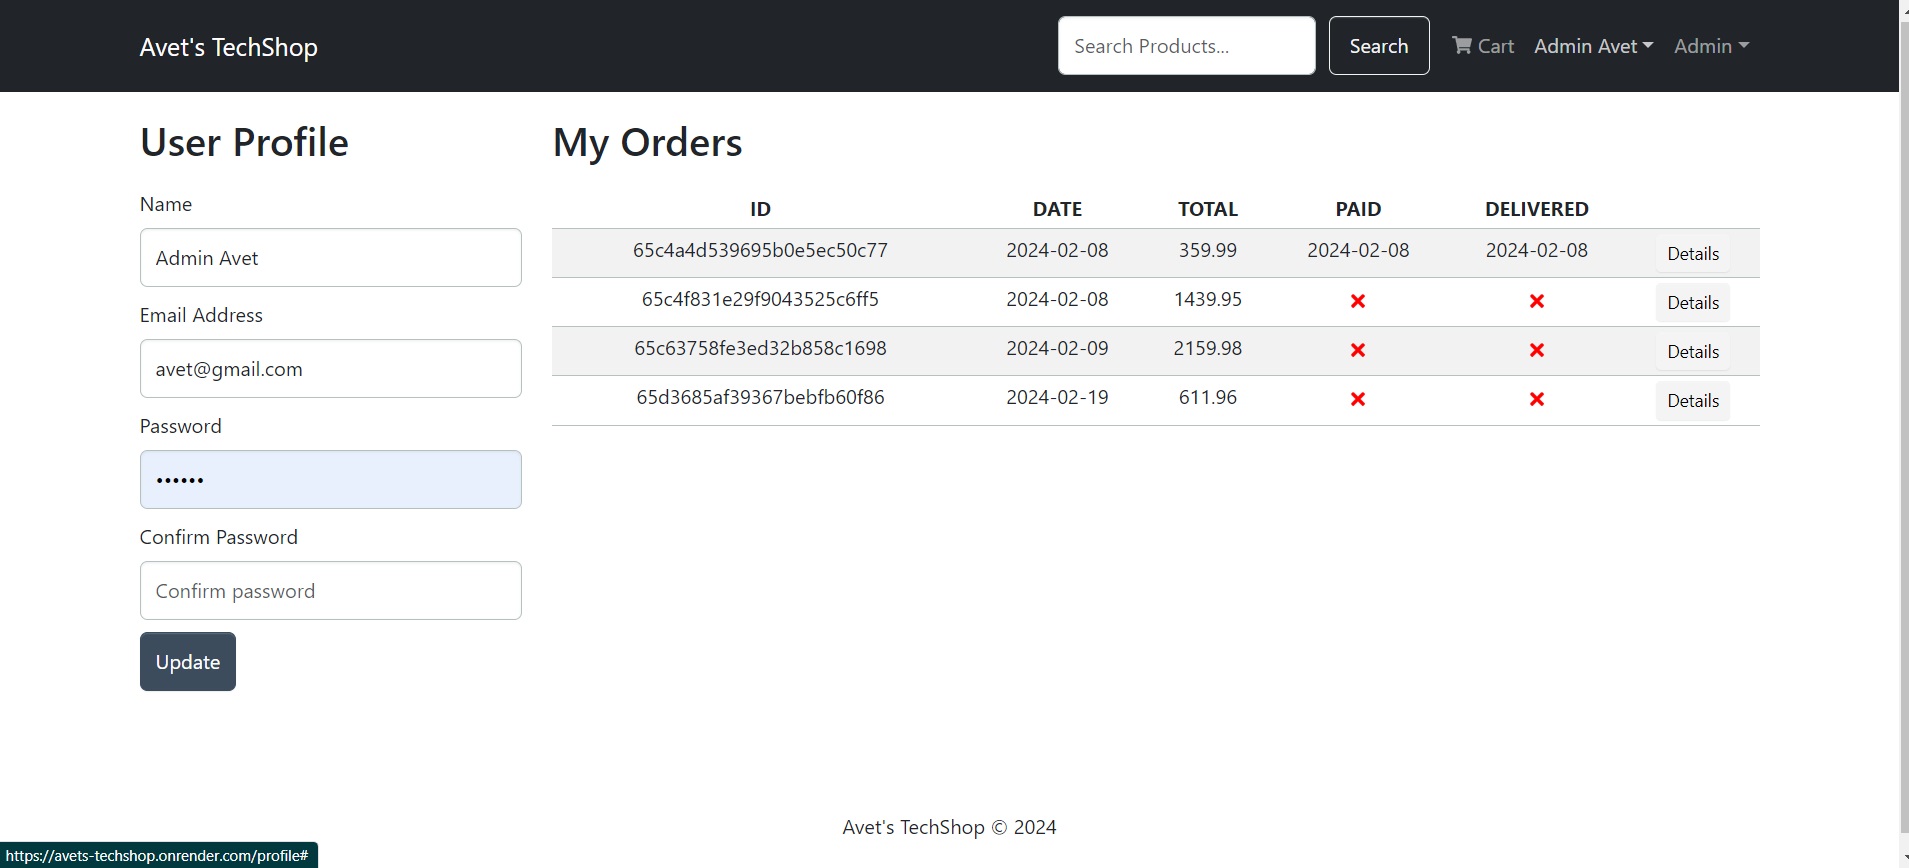 Avet's TechShop
Search Products...
Search
Cart
Admin Avet
Admin
User Profile
Name
Admin Avet
Email Address
avet@gmail.com
Password
••••••
Confirm Password
Confirm password
Update
My Orders
ID DATE TOTAL PAID DELIVERED
65c4a4d539695b0e5ec50c77 2024-02-08 359.99 2024-02-08 2024-02-08 Details
65c4f831e29f9043525c6ff5 2024-02-08 1439.95 Details
65c63758fe3ed32b858c1698 2024-02-09 2159.98 Details
65d3685af39367bebfb60f86 2024-02-19 611.96 Details
Avet's TechShop © 2024
https://avets-techshop.onrender.com/profile#